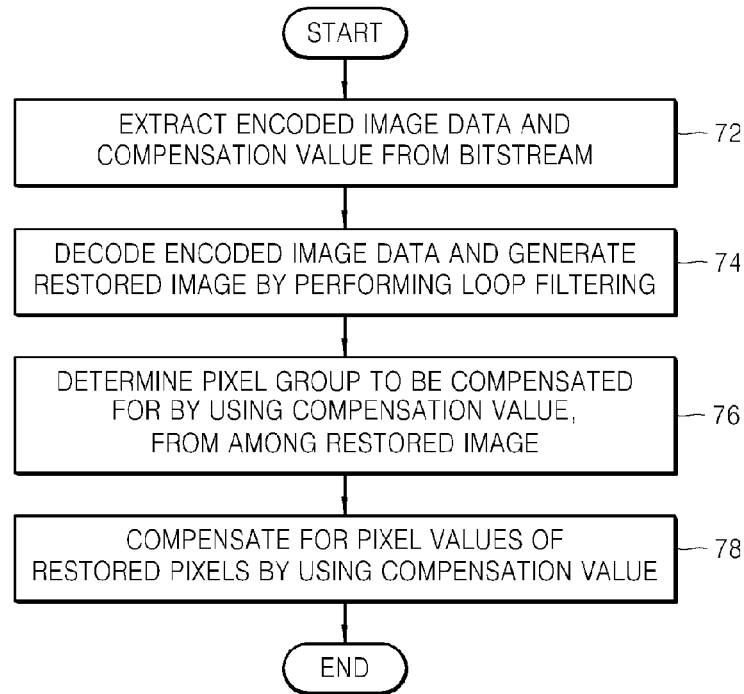 START
EXTRACT ENCODED IMAGE DATA AND
COMPENSATION VALUE FROM BITSTREAM
72
DECODE ENCODED IMAGE DATA AND GENERATE
RESTORED IMAGE BY PERFORMING LOOP FILTERING
74
DETERMINE PIXEL GROUP TO BE COMPENSATED
FOR BY USING COMPENSATION VALUE,
FROM AMONG RESTORED IMAGE
76
COMPENSATE FOR PIXEL VALUES OF
RESTORED PIXELS BY USING COMPENSATION VALUE
78
END